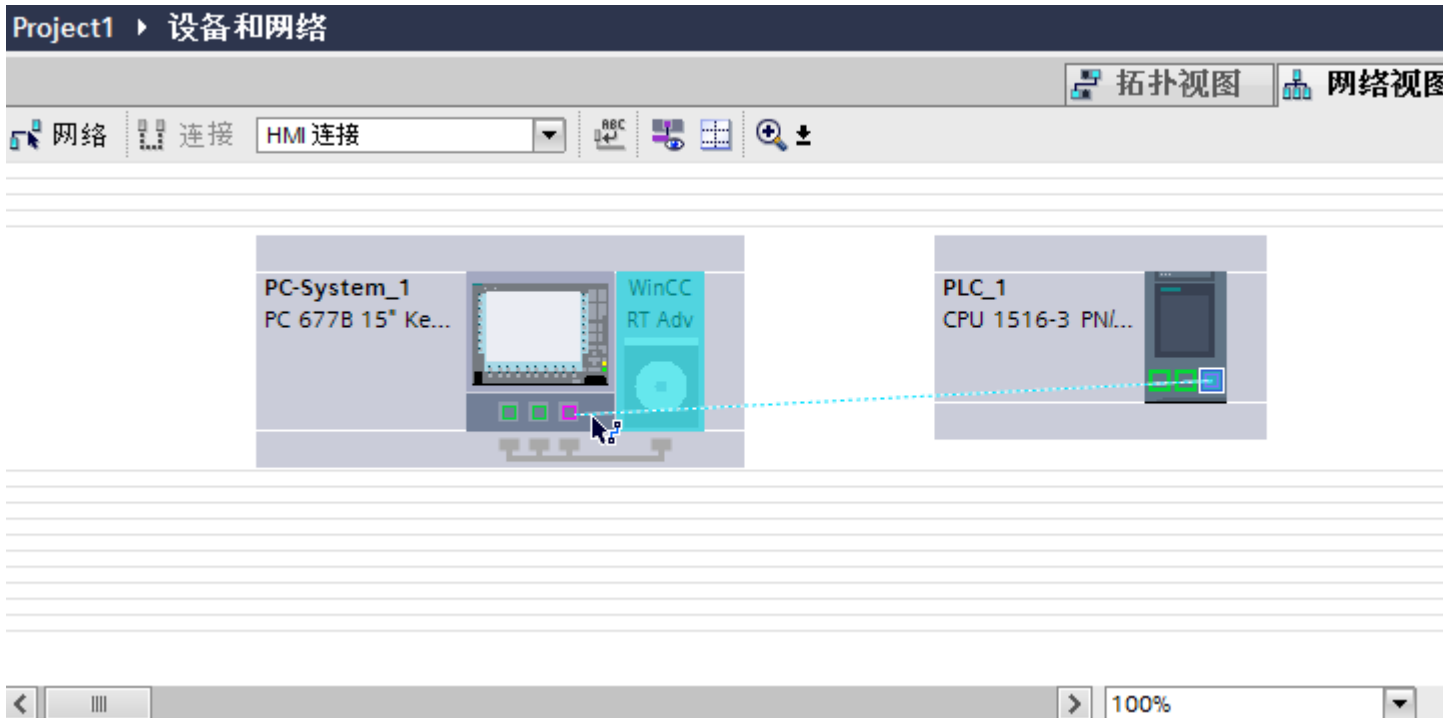 Project1 ▸ 设备和网络
拓扑视图 网络视图
网络 连接 HMI 连接 ABC
PC-System_1
PC 677B 15" Ke...
WinCC
RT Adv
PLC_1
CPU 1516-3 PN/...
100%